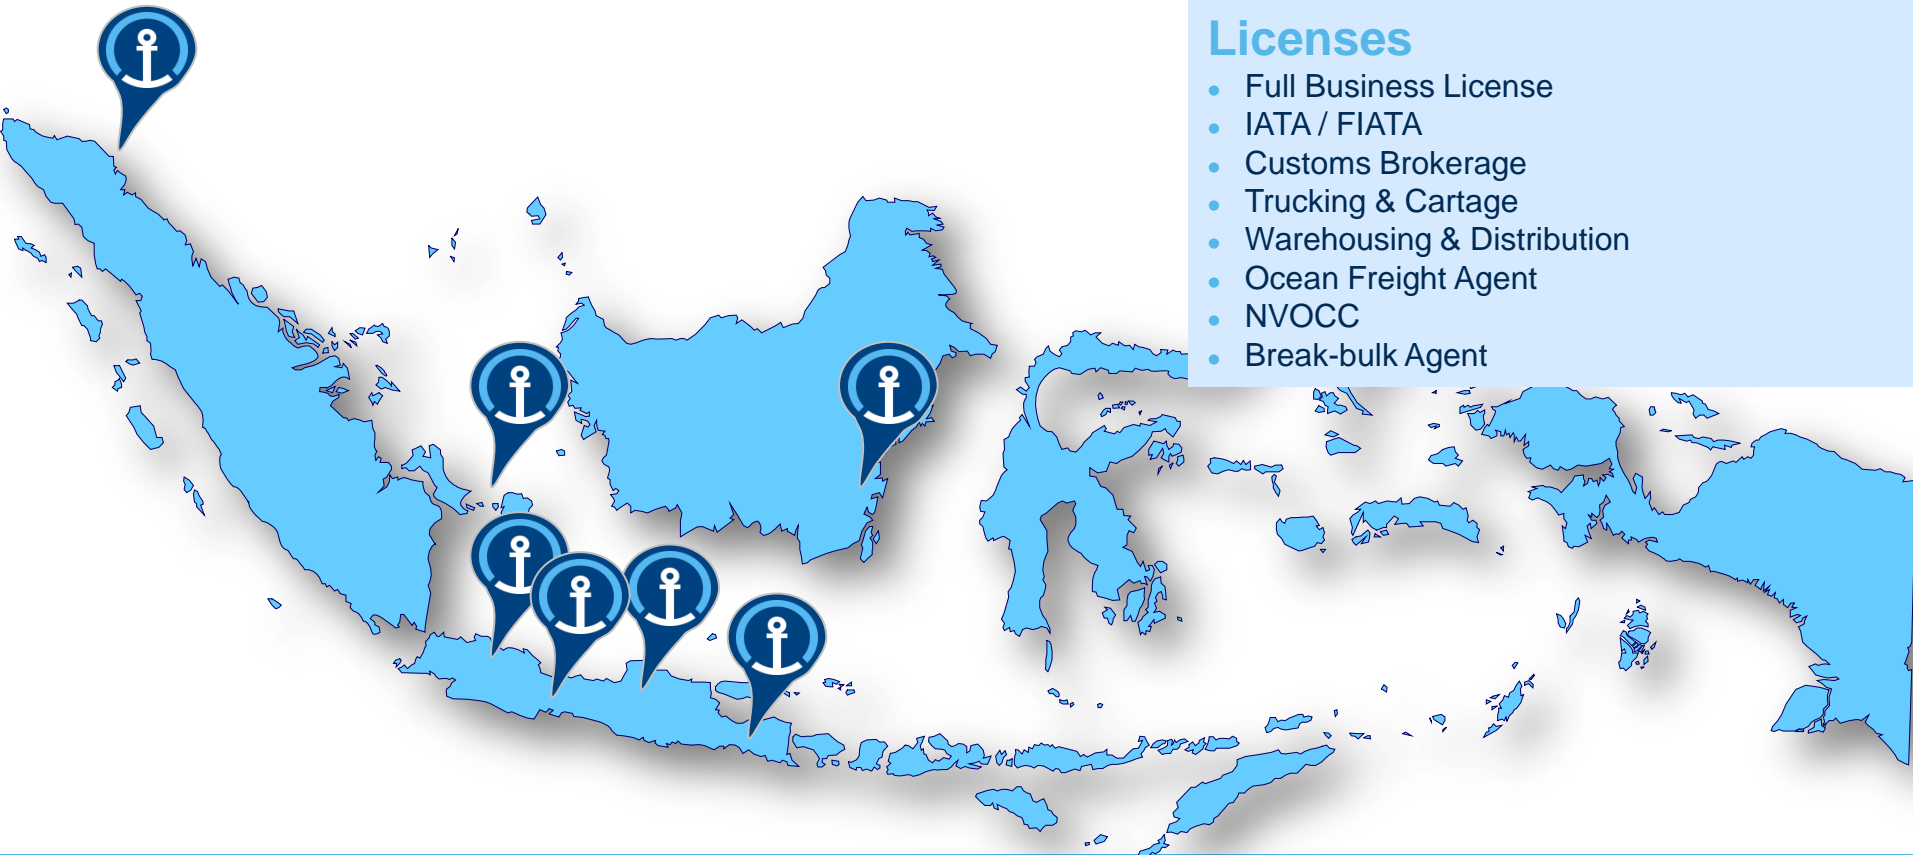 Licenses
Full Business License
IATA / FIATA
Customs Brokerage
Trucking & Cartage
Warehousing & Distribution
Ocean Freight Agent
NVOCC
Break-bulk Agent